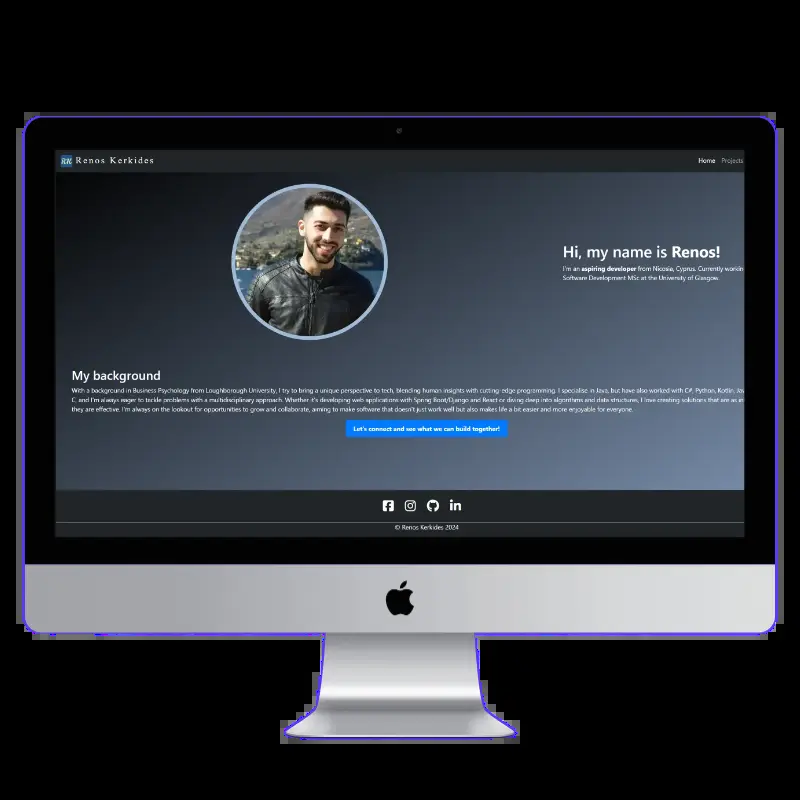 RK Renos Kerkides
Home Projects
Hi, my name is Renos!
I'm an aspiring developer from Nicosia, Cyprus. Currently
Software Development MSc at the University of Glasgow.
My background
With a background in Business Psychology from Loughborough University, I try to bring a unique perspective to tech, blending human insights with cutting-edge programming. I specialise in Java, but have also worked with C#, Python, Kotlin,
C, and I'm always eager to tackle problems with a multidisciplinary approach. Whether it's developing web applications with Spring Boot/Django and React or diving deep into algorithms and data structures, I love creating solutions that are as
they are effective. I'm always on the lookout for opportunities to grow and collaborate, aiming to make software that doesn't just work well but also makes life a bit easier and more enjoyable for everyone.
Let's connect and see what we can build together!
© Renos Kerkides 2024